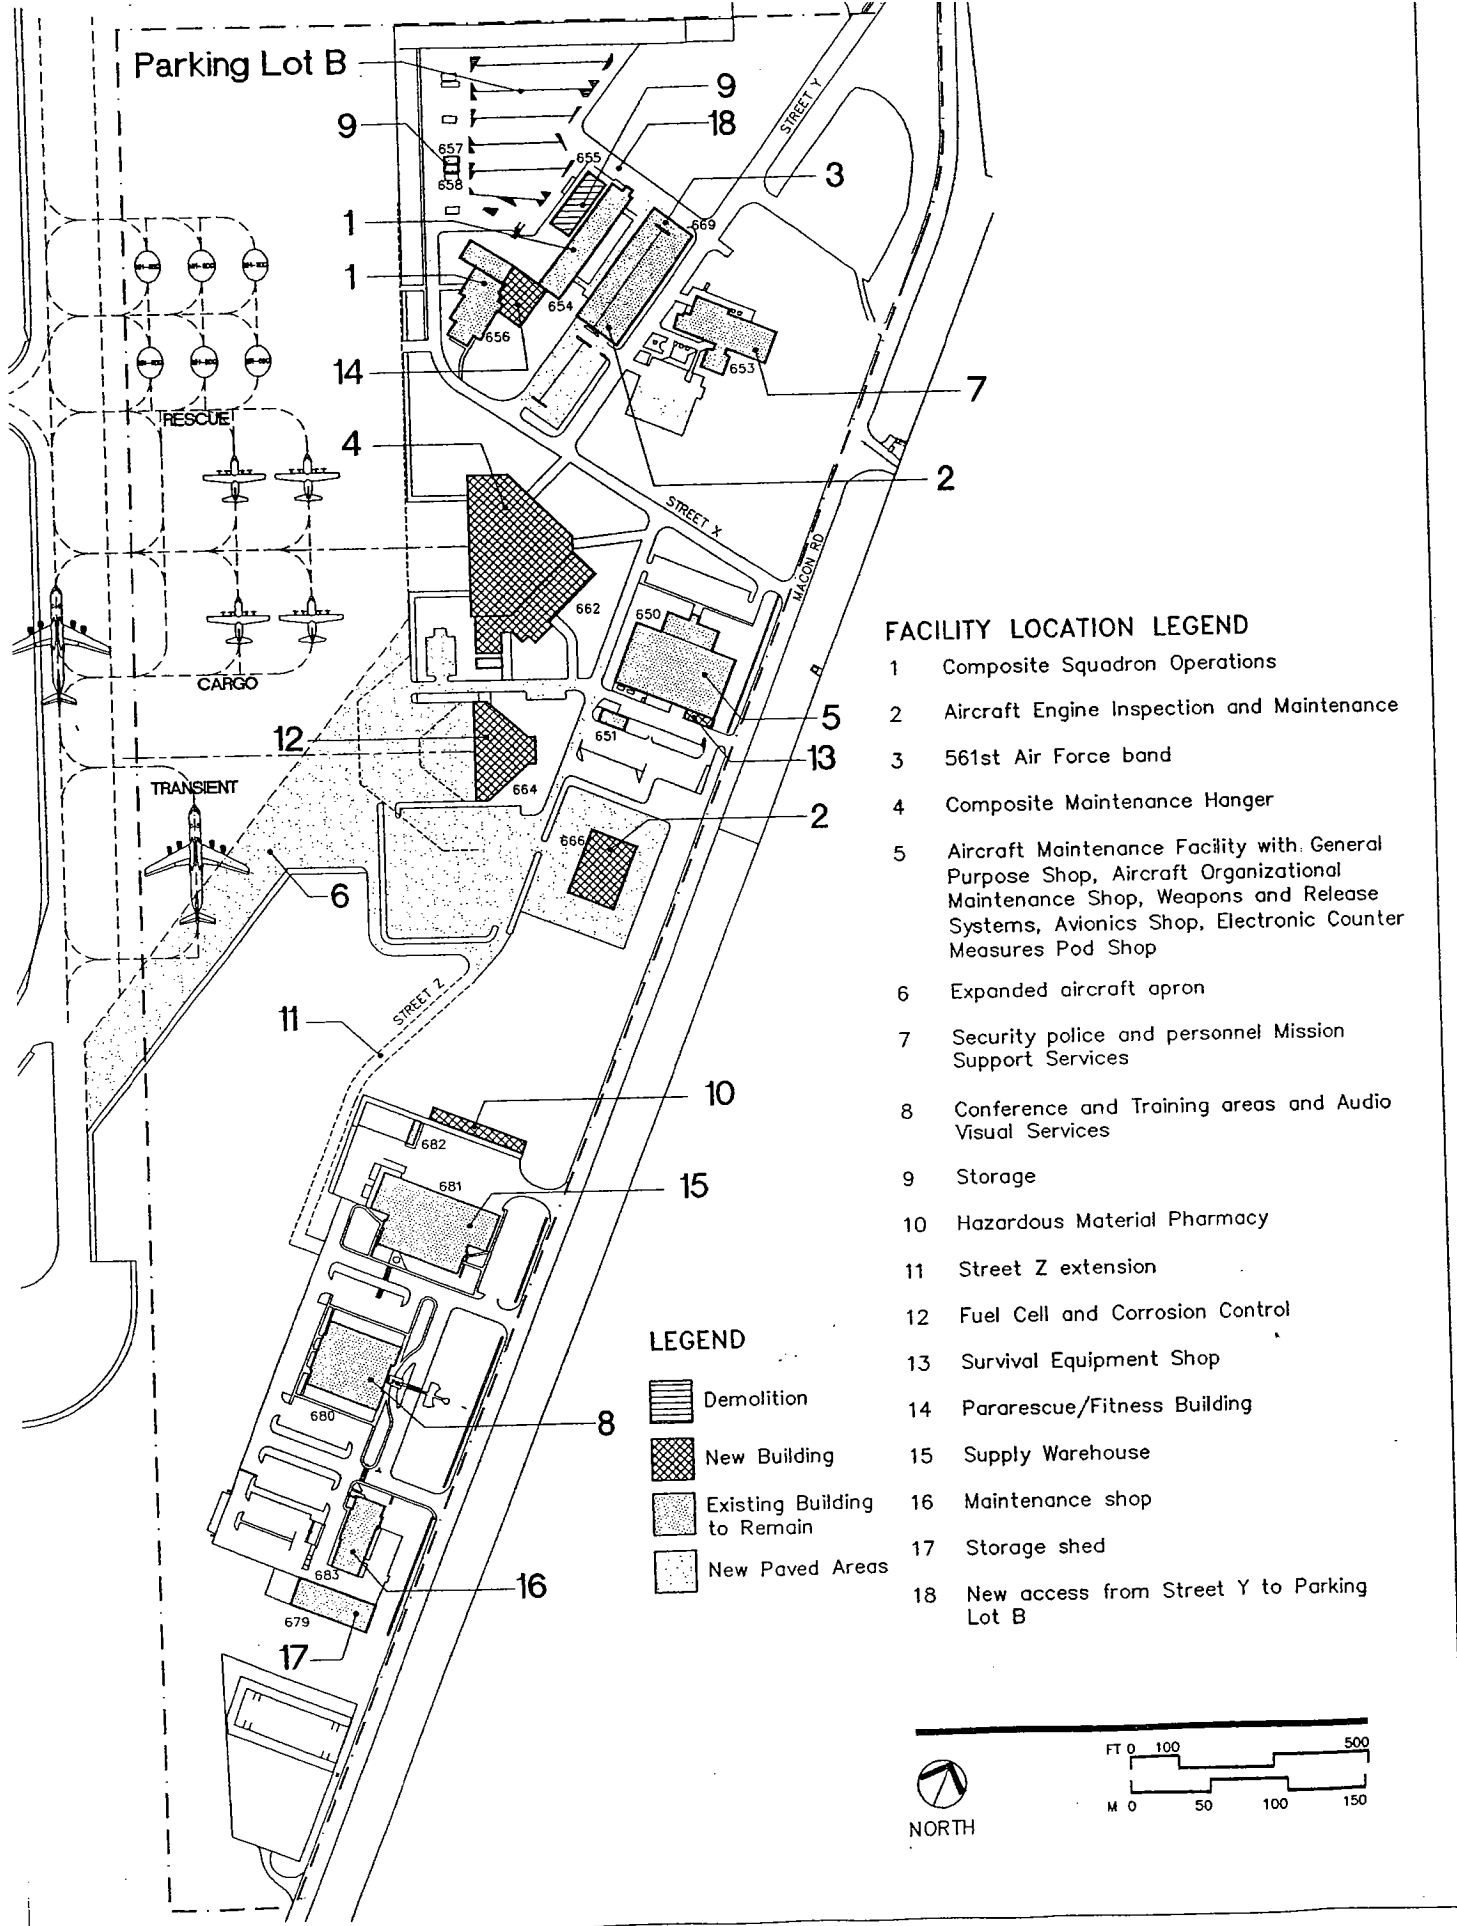 Parking Lot B
9
18
STREET Y
9
657
655
658
3
1
669
1
654
656
14
653
7
RESCUE
4
2
STREET X
MACON RD
662
650
CARGO
5
651
12
13
664
TRANSIENT
2
666
6
STREET Z
11
10
682
681
15
680
8
683
16
679
17
FACILITY LOCATION LEGEND
1 Composite Squadron Operations
2 Aircraft Engine Inspection and Maintenance
3 561st Air Force band
4 Composite Maintenance Hanger
5 Aircraft Maintenance Facility with General
Purpose Shop, Aircraft Organizational
Maintenance Shop, Weapons and Release
Systems, Avionics Shop, Electronic Counter
Measures Pod Shop
6 Expanded aircraft apron
7 Security police and personnel Mission
Support Services
8 Conference and Training areas and Audio
Visual Services
9 Storage
10 Hazardous Material Pharmacy
11 Street Z extension
12 Fuel Cell and Corrosion Control
13 Survival Equipment Shop
14 Pararescue/Fitness Building
15 Supply Warehouse
16 Maintenance shop
17 Storage shed
18 New access from Street Y to Parking
Lot B
LEGEND
Demolition
New Building
Existing Building
to Remain
New Paved Areas
NORTH
FT 0 100 500
M 0 50 100 150